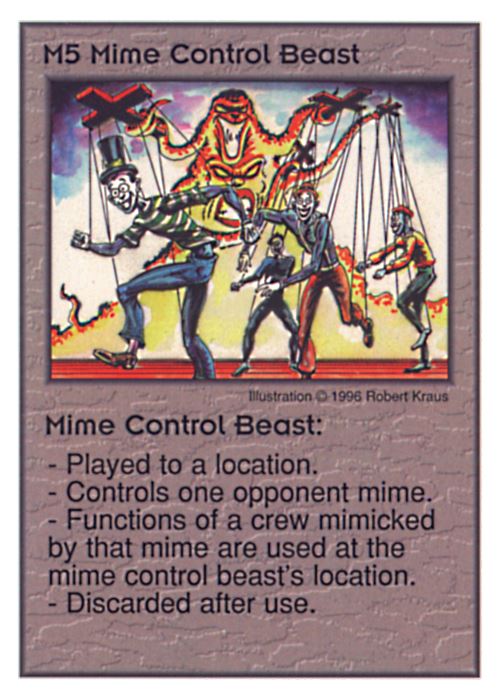 M5 Mime Control Beast
Illustration © 1996 Robert Kraus
Mime Control Beast:
- Played to a location.
- Controls one opponent mime.
- Functions of a crew mimicked
by that mime are used at the
mime control beast's location.
- Discarded after use.